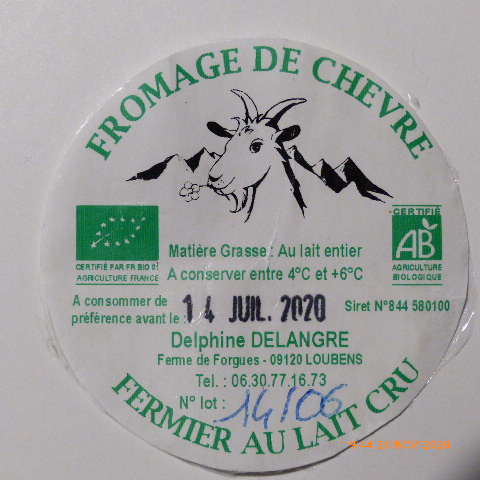 FROMAGE DE CHEVRE
CERTIFIÉ PAR FR BIO
AGRICULTURE FRANCE
CERTIFIÉ
AB
AGRICULTURE
BIOLOGIQUE
Matière Grasse: Au lait entier
A conserver entre 4°C et +6°C
A consommer de
préférence avant le :
14 JUIL. 2020
Siret N°844 580100
Delphine DELANGRE
Ferme de Forgues - 09120 LOUBENS
Tel. : 06.30.77.16.73
N° lot : 14/06
FERMIER AU LAIT CRU